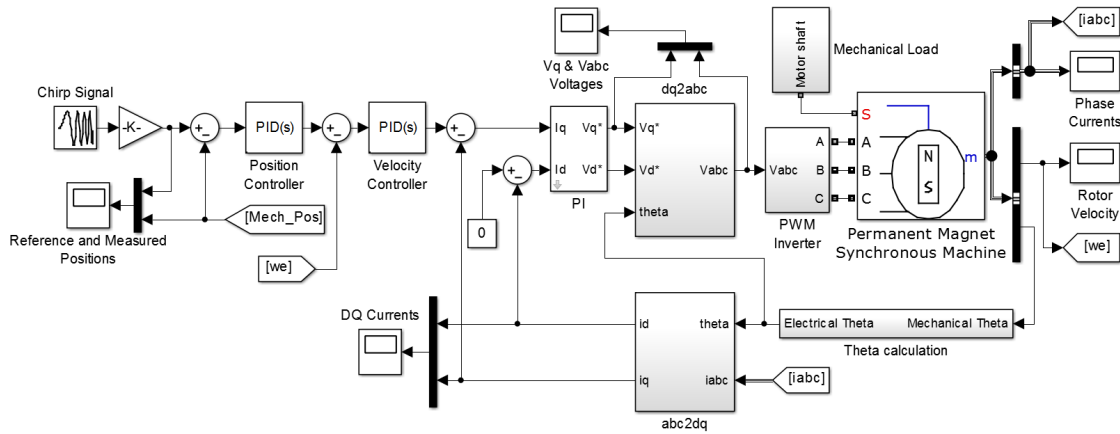 Chirp Signal
-K-
+
-
PID(s)
Position
Controller
+
-
PID(s)
Velocity
Controller
+
-
Reference and Measured
Positions
[Mech_Pos]
[we]
0
+
-
Iq
Vq*
Id
Vd*
PI
Vq & Vabc
Voltages
dq2abc
Vq*
Vd*
Vabc
theta
Vabc
A
B
C
PWM
Inverter
Motor shaft
Mechanical Load
S
A
B
C
N
S
m
Permanent Magnet
Synchronous Machine
[iabc]
Phase
Currents
Rotor
Velocity
[we]
DQ Currents
id
theta
iq
iabc
abc2dq
Electrical Theta
Mechanical Theta
Theta calculation
[iabc]